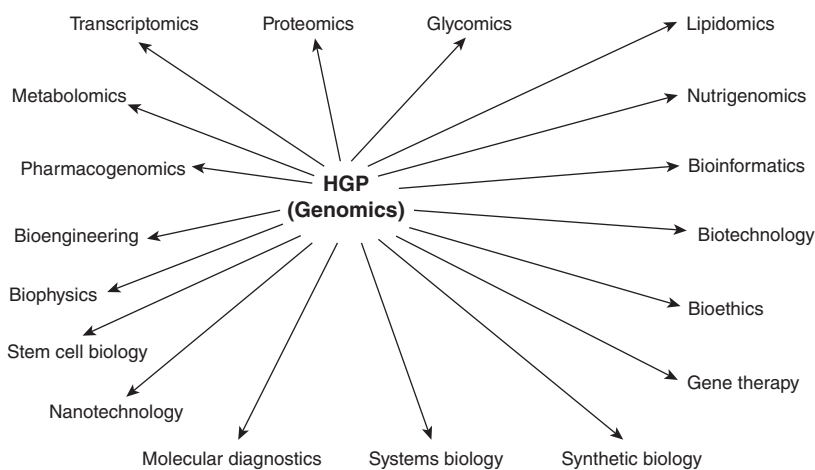 Transcriptomics
Proteomics
Glycomics
Lipidomics
Metabolomics
Nutrigenomics
Pharmacogenomics
Bioinformatics
HGP
(Genomics)
Bioengineering
Biotechnology
Biophysics
Bioethics
Stem cell biology
Gene therapy
Nanotechnology
Molecular diagnostics
Systems biology
Synthetic biology